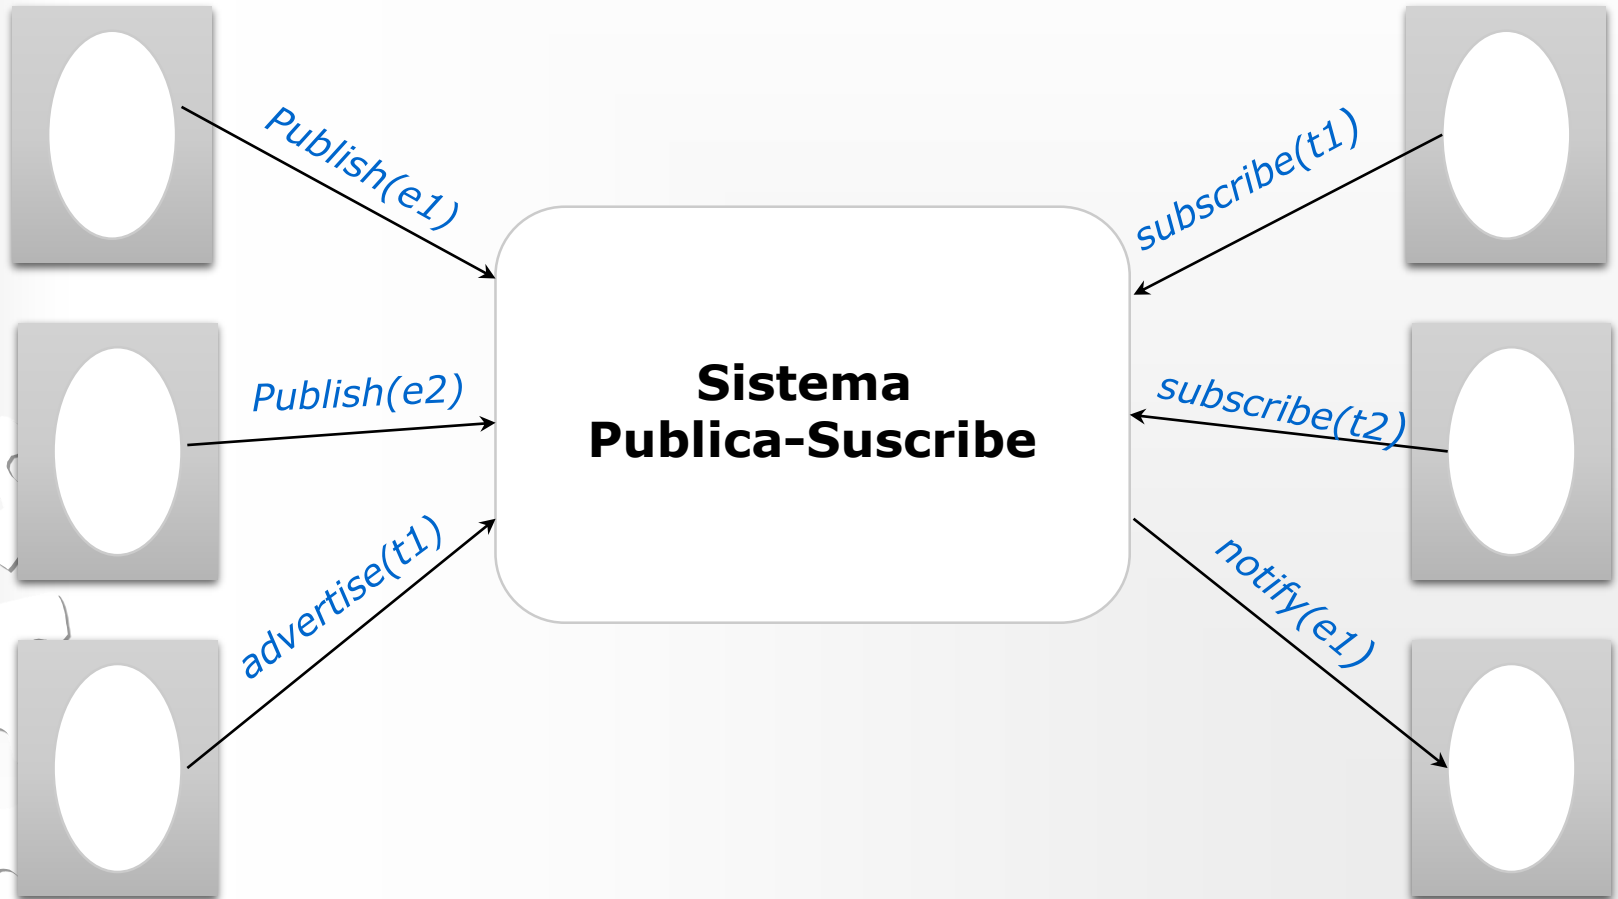 Publish(e1)
subscribe(t1)
Sistema
Publica-Suscribe
Publish(e2)
subscribe(t2)
advertise(t1)
notify(e1)